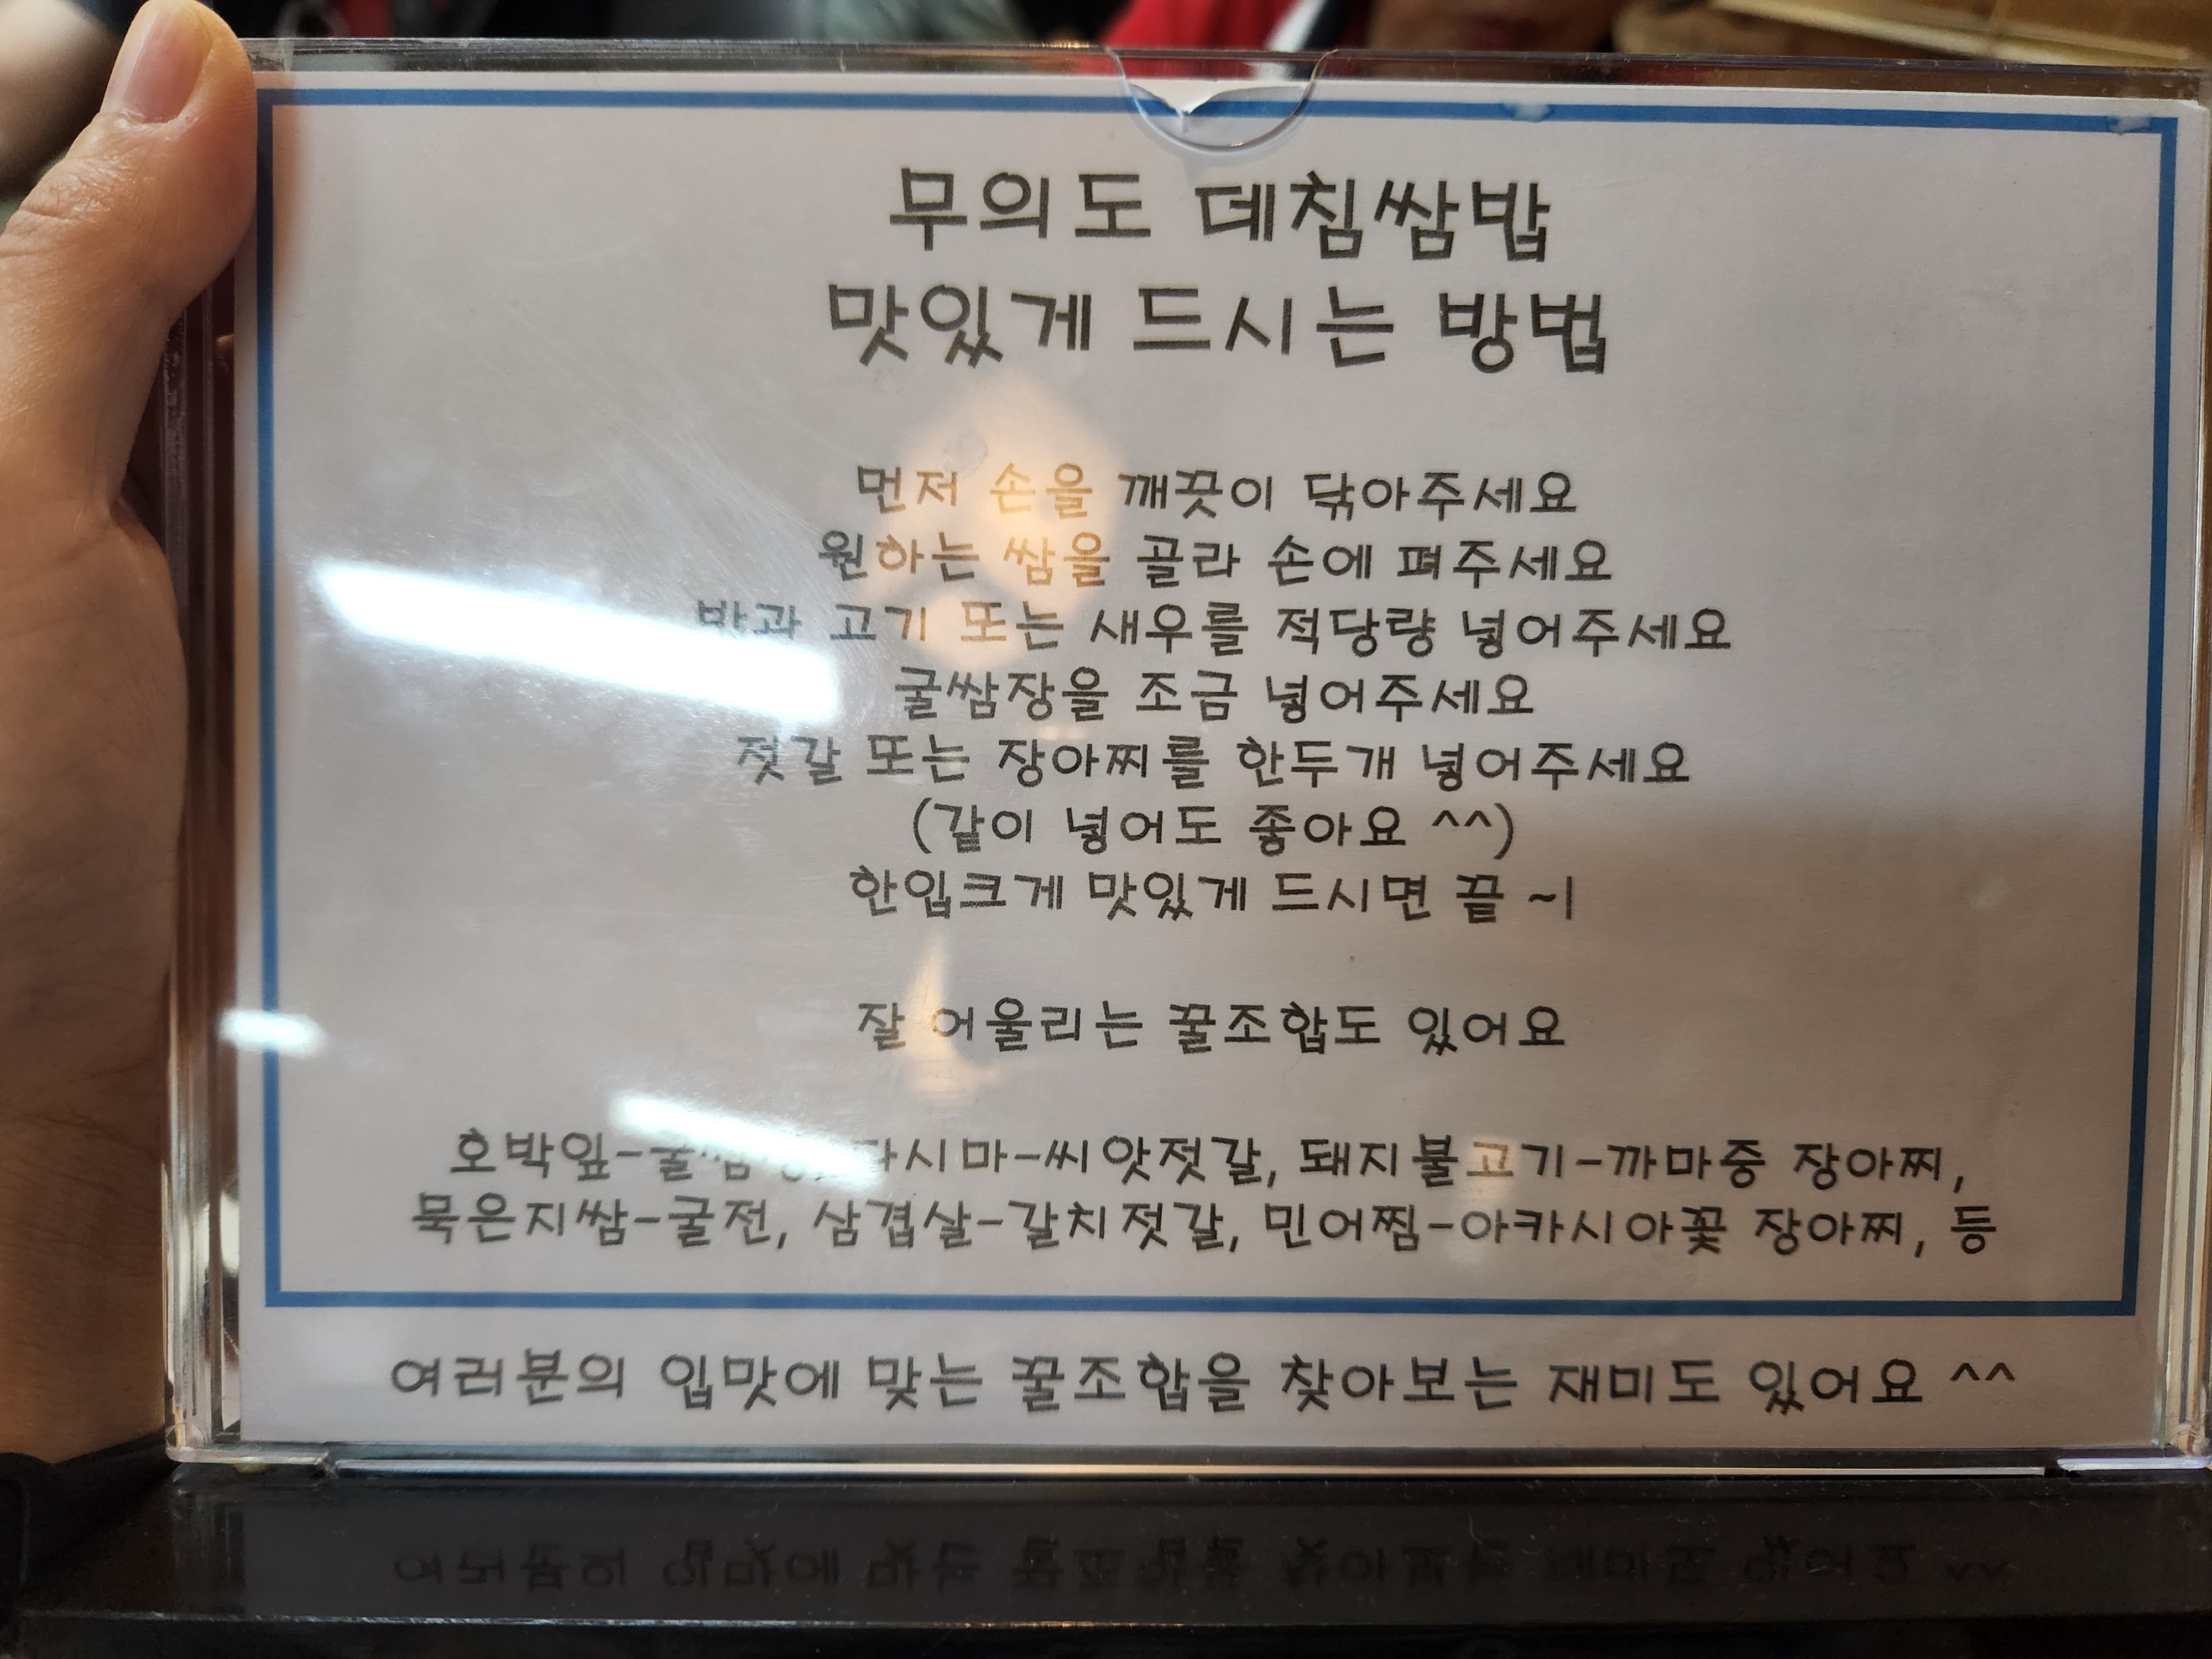 무의도 데침쌈밥
맛있게 드시는 방법
먼저 손을 깨끗이 닦아주세요
원하는 쌈을 골라 손에 펴주세요
밥과 고기 또는 새우를 적당량 넣어주세요
굴쌈장을 조금 넣어주세요
젓갈 또는 장아찌를 한두개 넣어주세요
(같이 넣어도 좋아요 ^^)
한입크게 맛있게 드시면 끝 ~!
잘 어울리는 꿀조합도 있어요
호박잎-굴쌈장, 다시마-씨앗젓갈, 돼지불고기-까마중 장아찌,
묵은지쌈-굴전, 삼겹살-갈치젓갈, 민어찜-아카시아꽃 장아찌, 등
여러분의 입맛에 맞는 꿀조합을 찾아보는 재미도 있어요 ^^